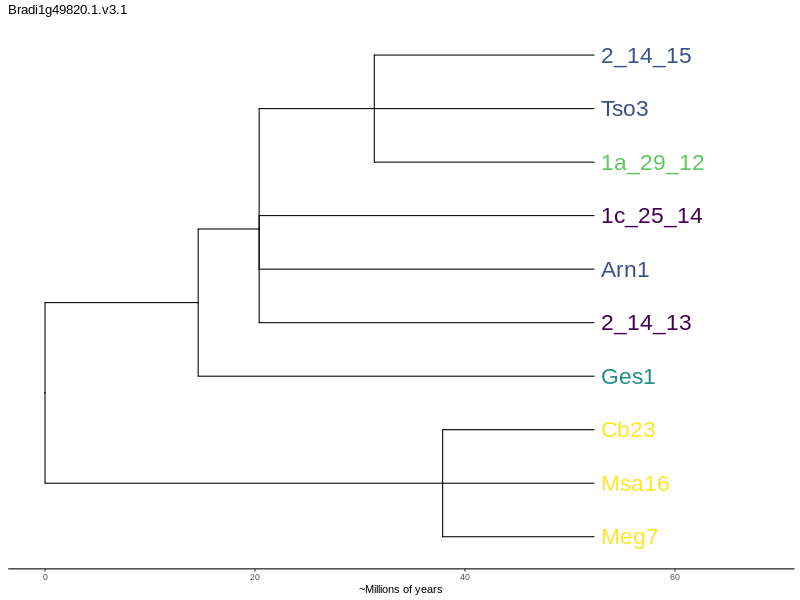 Bradi1g49820.1.v3.1
2_14_15
Tso3
1a_29_12
1c_25_14
Arn1
2_14_13
Ges1
Cb23
Msa16
Meg7
0 20 40 60
~Millions of years